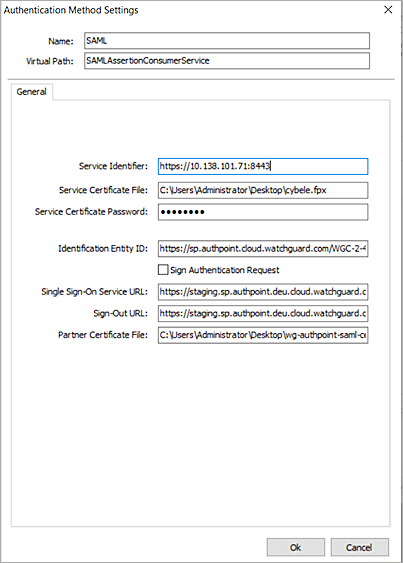 Authentication Method Settings
Name: SAML
Virtual Path: SAMLAssertionConsumerService
General
Service Identifier: https://10.138.101.71:8443
Service Certificate File: C:\Users\Administrator\Desktop\cybele.fpx
Service Certificate Password: ●●●●●●●●
Identification Entity ID: https://sp.authpoint.cloud.watchguard.com/WGC-2-4
Sign Authentication Request
Single Sign-On Service URL: https://staging.sp.authpoint.deu.cloud.watchguard.c
Sign-Out URL: https://staging.sp.authpoint.deu.cloud.watchguard.c
Partner Certificate File: C:\Users\Administrator\Desktop\wg-authpoint-saml-ce
Ok Cancel